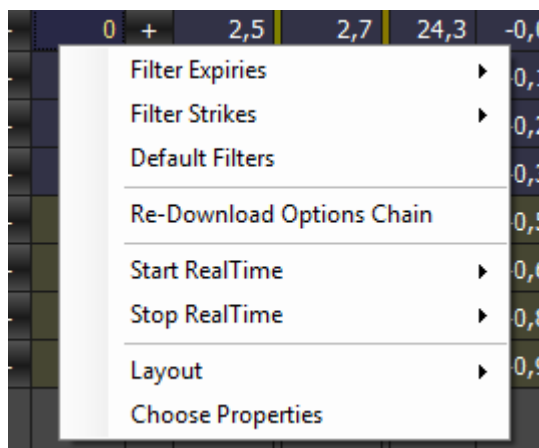 0 + 2,5 2,7 24,3
Filter Expiries
Filter Strikes
Default Filters
Re-Download Options Chain
Start RealTime
Stop RealTime
Layout
Choose Properties